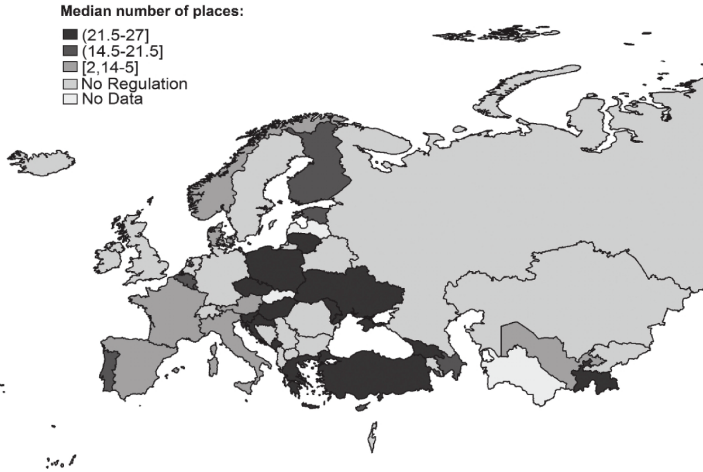 Median number of places:
(21.5-27]
(14.5-21.5]
[2,14-5]
No Regulation
No Data